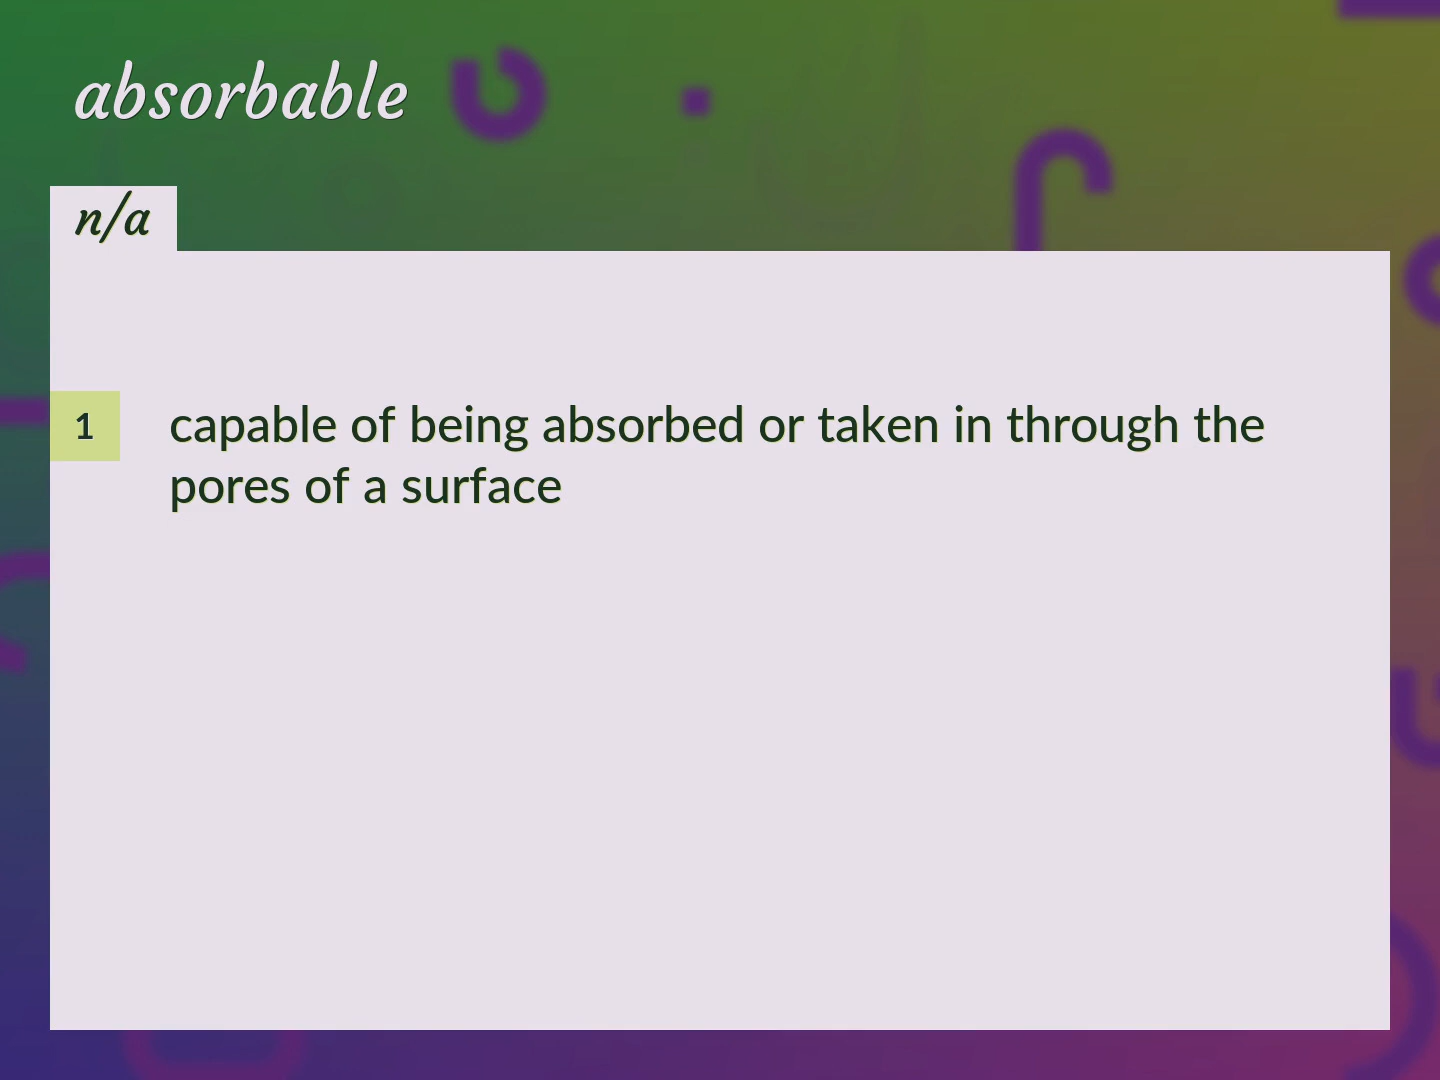 absorbable
n/a
1 capable of being absorbed or taken in through the
pores of a surface